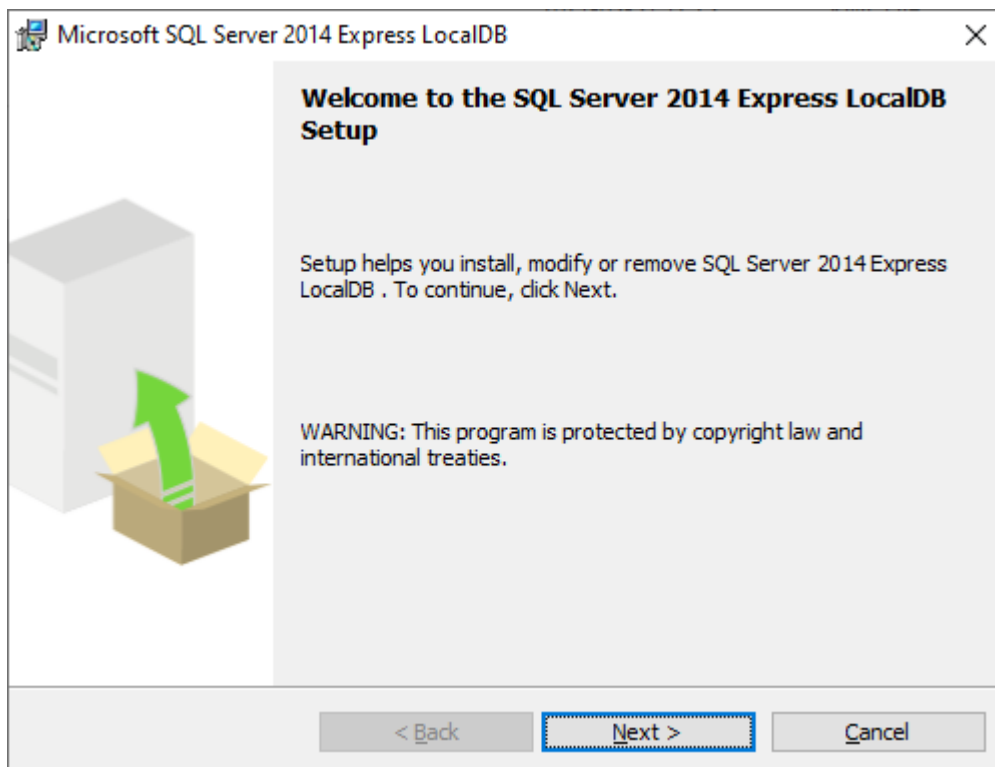 Microsoft SQL Server 2014 Express LocalDB
Welcome to the SQL Server 2014 Express LocalDB
Setup
Setup helps you install, modify or remove SQL Server 2014 Express
LocalDB . To continue, click Next.
WARNING: This program is protected by copyright law and
international treaties.
< Back
Next >
Cancel